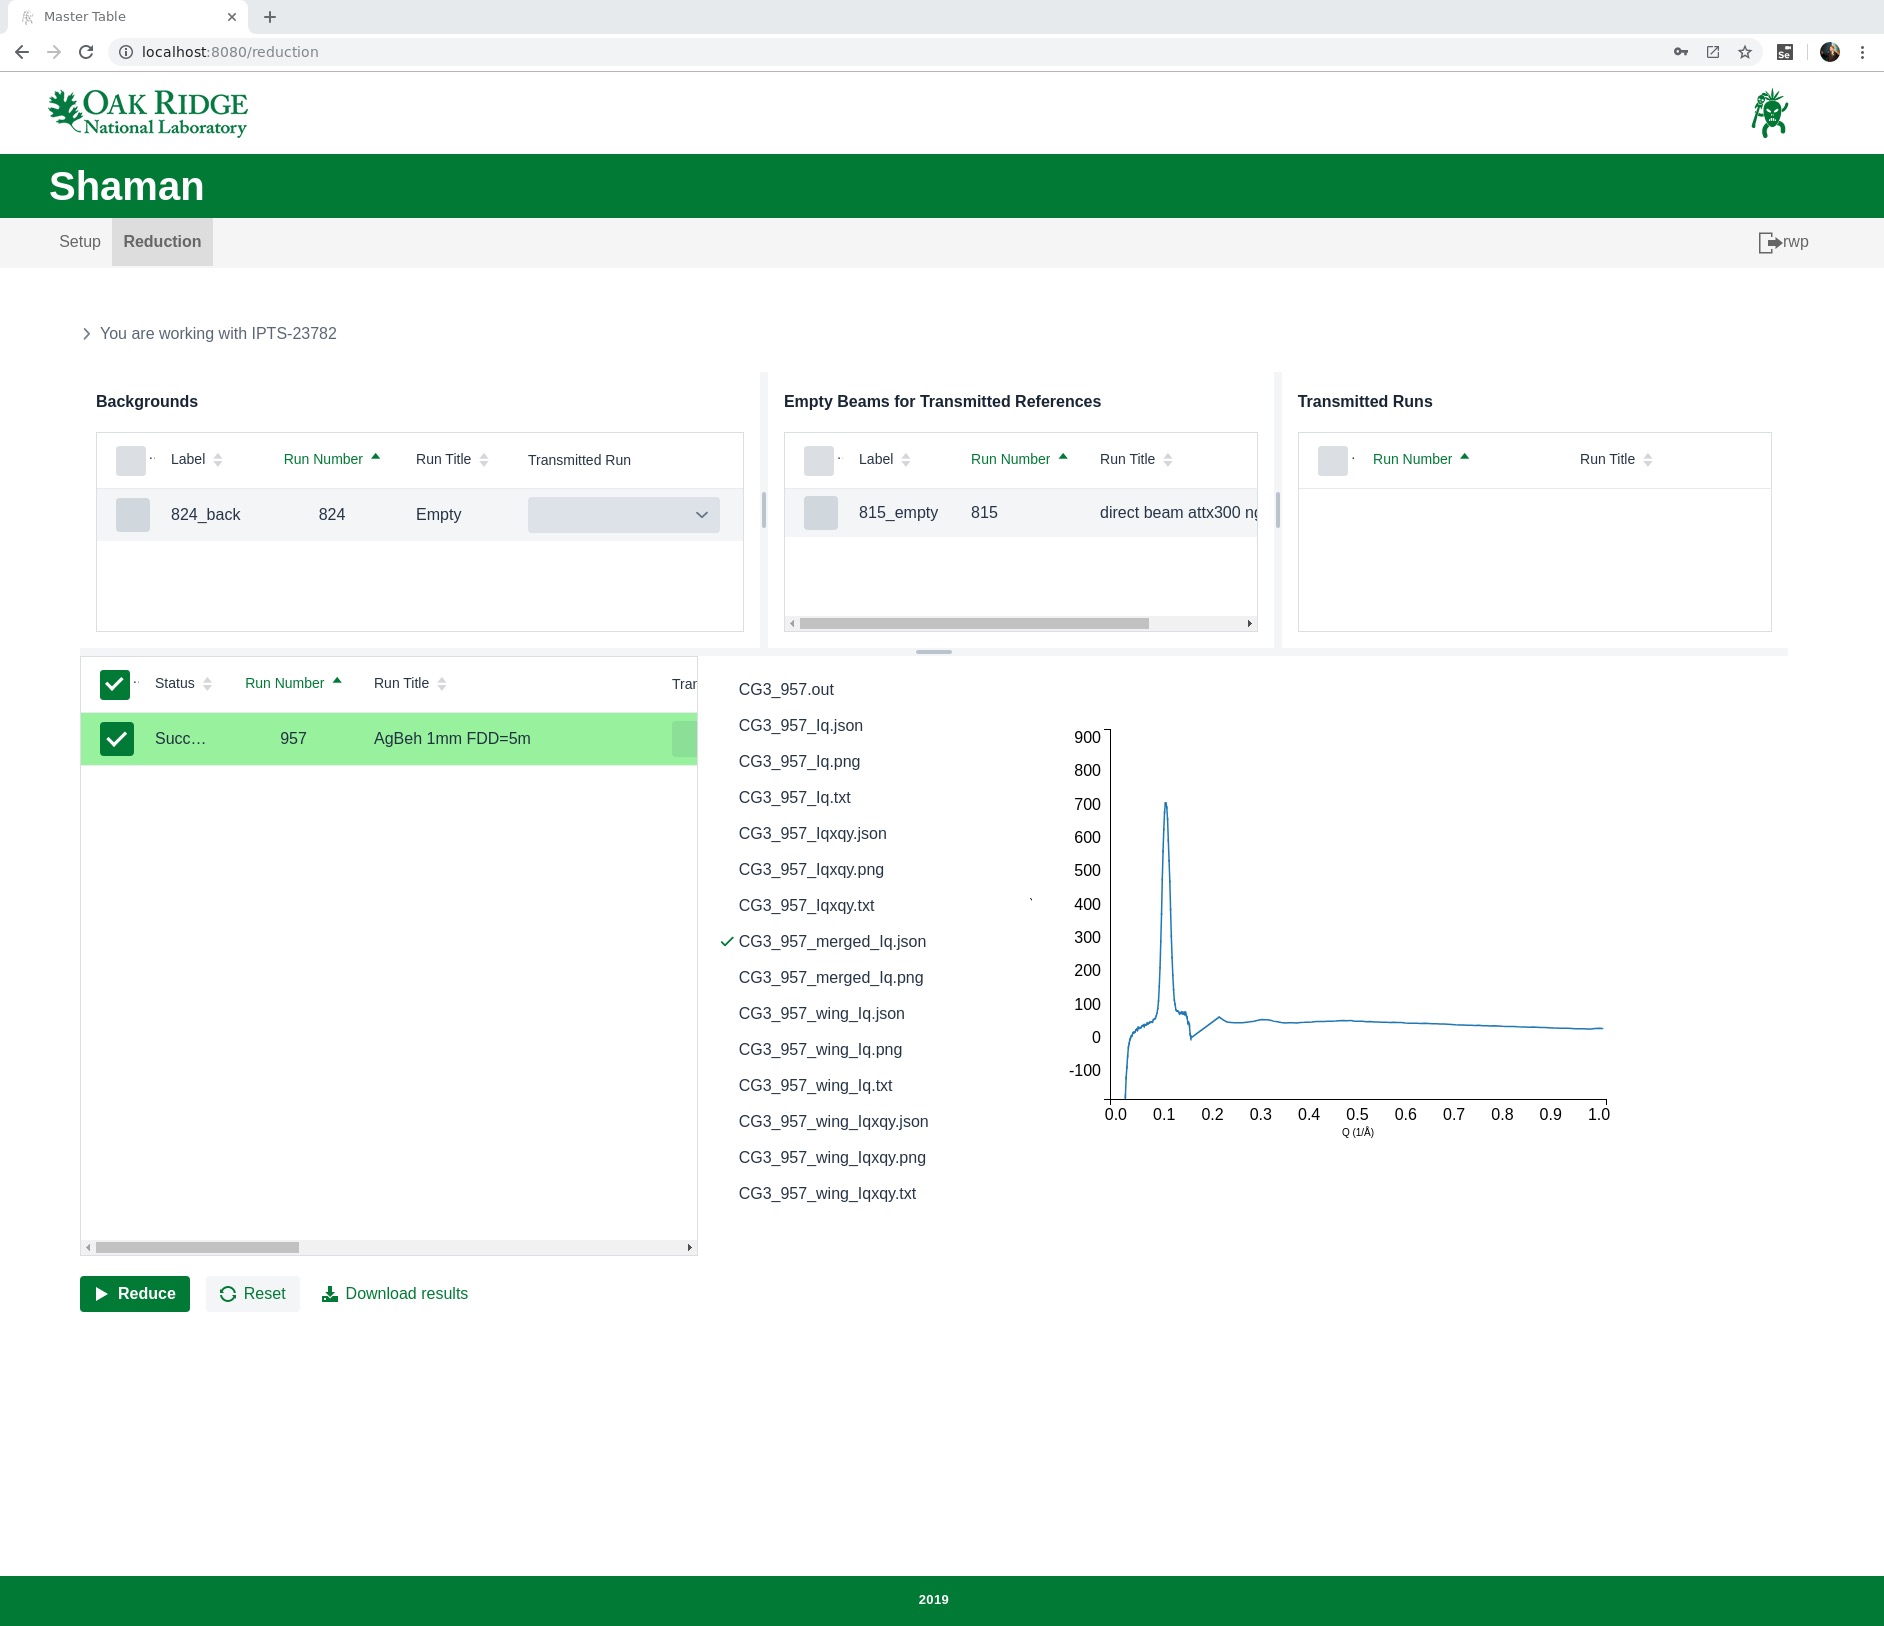 Master Table
localhost:8080/reduction
Se
OAK RIDGE
National Laboratory
Shaman
Setup Reduction rwp
You are working with IPTS-23782
Backgrounds Empty Beams for Transmitted References Transmitted Runs
Label Run Number Run Title Transmitted Run
824_back 824 Empty
Label Run Number Run Title
815_empty 815 direct beam attx300 ng
Run Number Run Title
Status Run Number Run Title Tran
Succ… 957 AgBeh 1mm FDD=5m
CG3_957.out
CG3_957_Iq.json
CG3_957_Iq.png
CG3_957_Iq.txt
CG3_957_Iqxqy.json
CG3_957_Iqxqy.png
CG3_957_Iqxqy.txt
CG3_957_merged_Iq.json
CG3_957_merged_Iq.png
CG3_957_wing_Iq.json
CG3_957_wing_Iq.png
CG3_957_wing_Iq.txt
CG3_957_wing_Iqxqy.json
CG3_957_wing_Iqxqy.png
CG3_957_wing_Iqxqy.txt
900
800
700
600
500
400
300
200
100
0
-100
0.0 0.1 0.2 0.3 0.4 0.5 0.6 0.7 0.8 0.9 1.0
Q (1/Å)
Reduce Reset Download results
2019